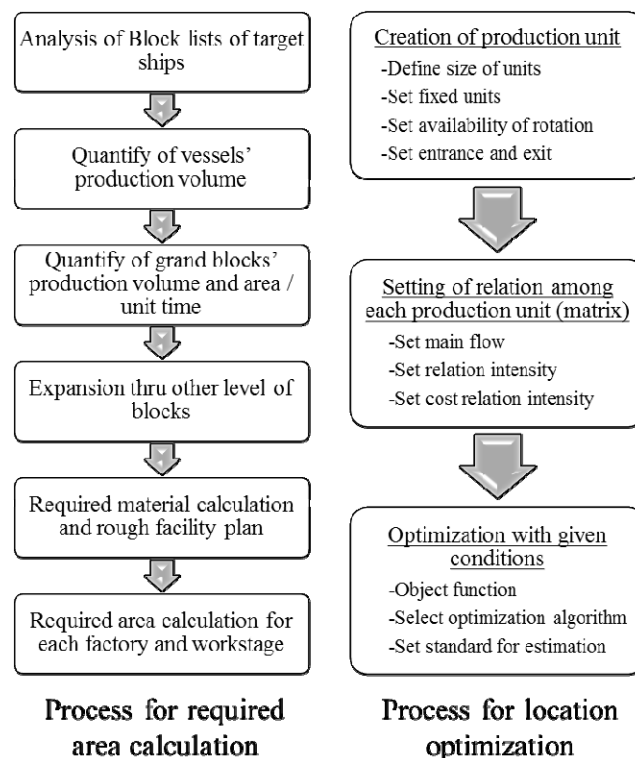 Analysis of Block lists of target
ships
Quantify of vessels'
production volume
Quantify of grand blocks'
production volume and area /
unit time
Expansion thru other level of
blocks
Required material calculation
and rough facility plan
Required area calculation for
each factory and workstage
Process for required
area calculation
Creation of production unit
-Define size of units
-Set fixed units
-Set availability of rotation
-Set entrance and exit
Setting of relation among
each production unit (matrix)
-Set main flow
-Set relation intensity
-Set cost relation intensity
Optimization with given
conditions
-Object function
-Select optimization algorithm
-Set standard for estimation
Process for location
optimization